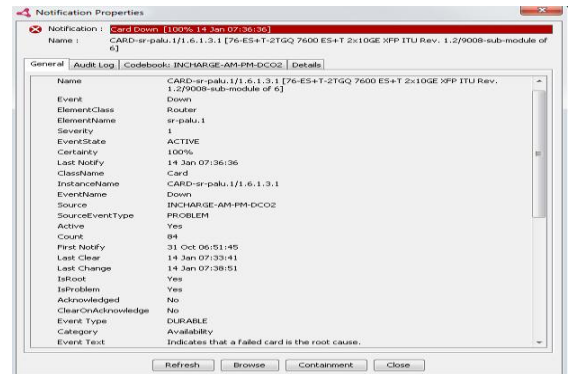 Notification Properties
Notification : Card Down [100% 14 Jan 07:36:36]
Name : CARD-sr-palu.1/1.6.1.3.1 [76-ES+T-2TGQ 7600 ES+T 2x10GE XFP ITU Rev. 1.2/9008-sub-module of
6]
General Audit Log Codebook: INCHARGE-AM-PM-DCO2 Details
Name CARD-sr-palu.1/1.6.1.3.1 [76-ES+T-2TGQ 7600 ES+T 2x10GE XFP ITU Rev.
1.2/9008-sub-module of 6]
Event Down
ElementClass Router
ElementName sr-palu.1
Severity 1
EventState ACTIVE
Certainty 100%
Last Notify 14 Jan 07:36:36
ClassName Card
InstanceName CARD-sr-palu.1/1.6.1.3.1
EventName Down
Source INCHARGE-AM-PM-DCO2
SourceEventType PROBLEM
Active Yes
Count 84
First Notify 31 Oct 06:51:45
Last Clear 14 Jan 07:33:41
Last Change 14 Jan 07:38:51
IsRoot Yes
IsProblem Yes
Acknowledged No
ClearOnAcknowledge No
Event Type DURABLE
Category Availability
Event Text Indicates that a failed card is the root cause.
Refresh Browse Containment Close